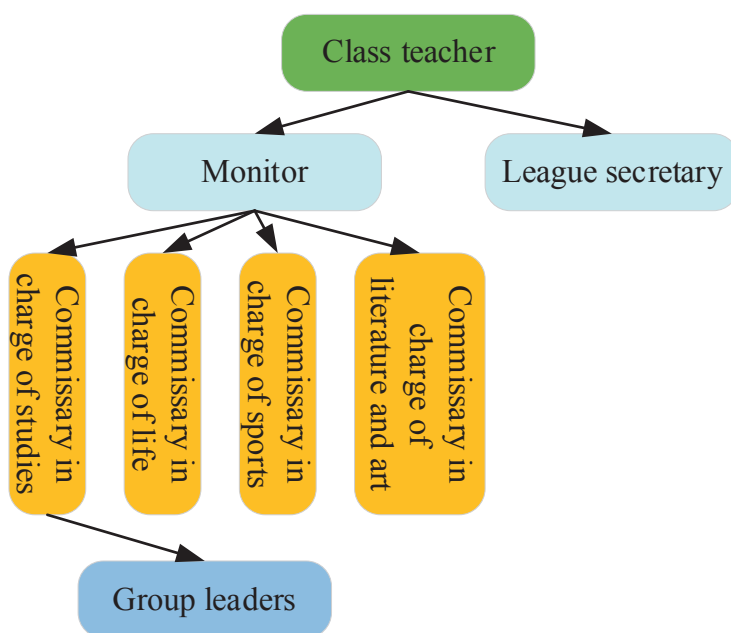 Class teacher
Monitor
League secretary
Commissary in
charge of studies
Commissary in
charge of life
Commissary in
charge of sports
Commissary in
charge of
literature and art
Group leaders